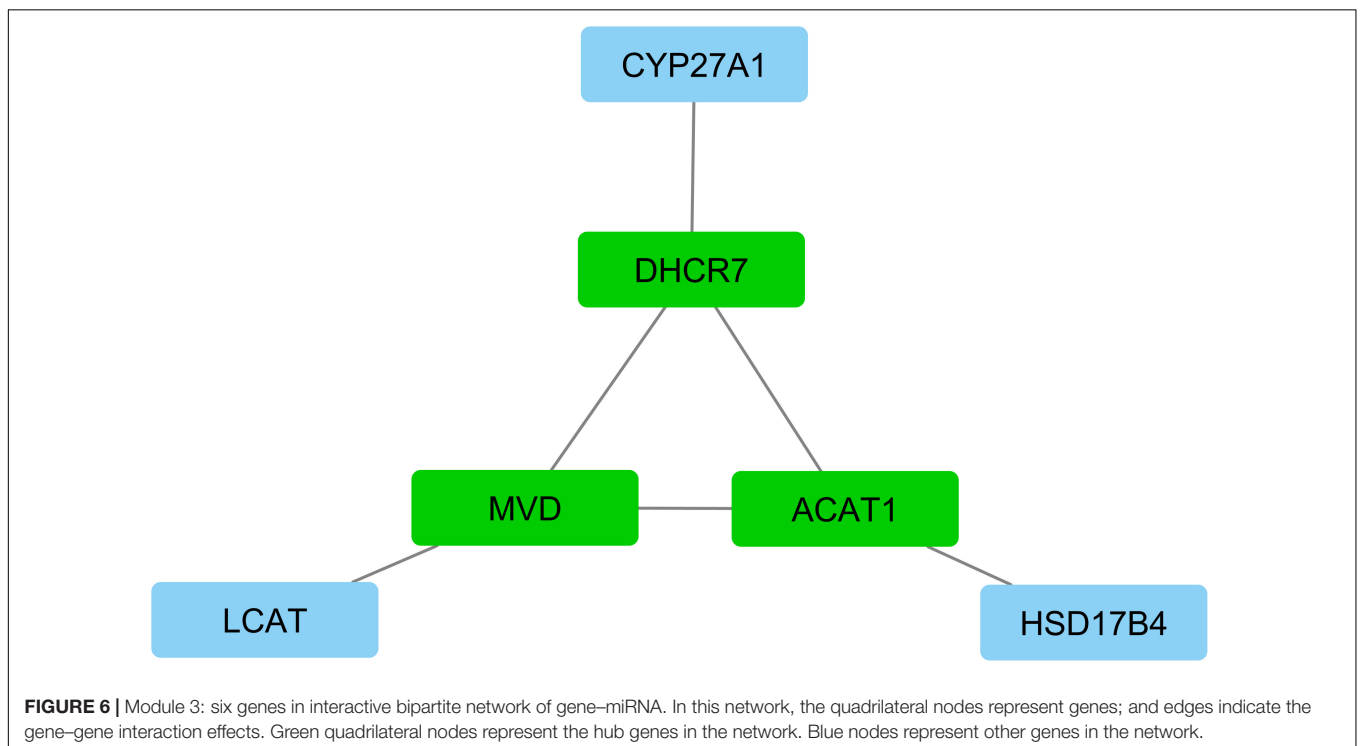 CYP27A1
DHCR7
MVD
ACAT1
LCAT
HSD17B4
FIGURE 6 | Module 3: six genes in interactive bipartite network of gene–miRNA. In this network, the quadrilateral nodes represent genes; and edges indicate the
gene–gene interaction effects. Green quadrilateral nodes represent the hub genes in the network. Blue nodes represent other genes in the network.